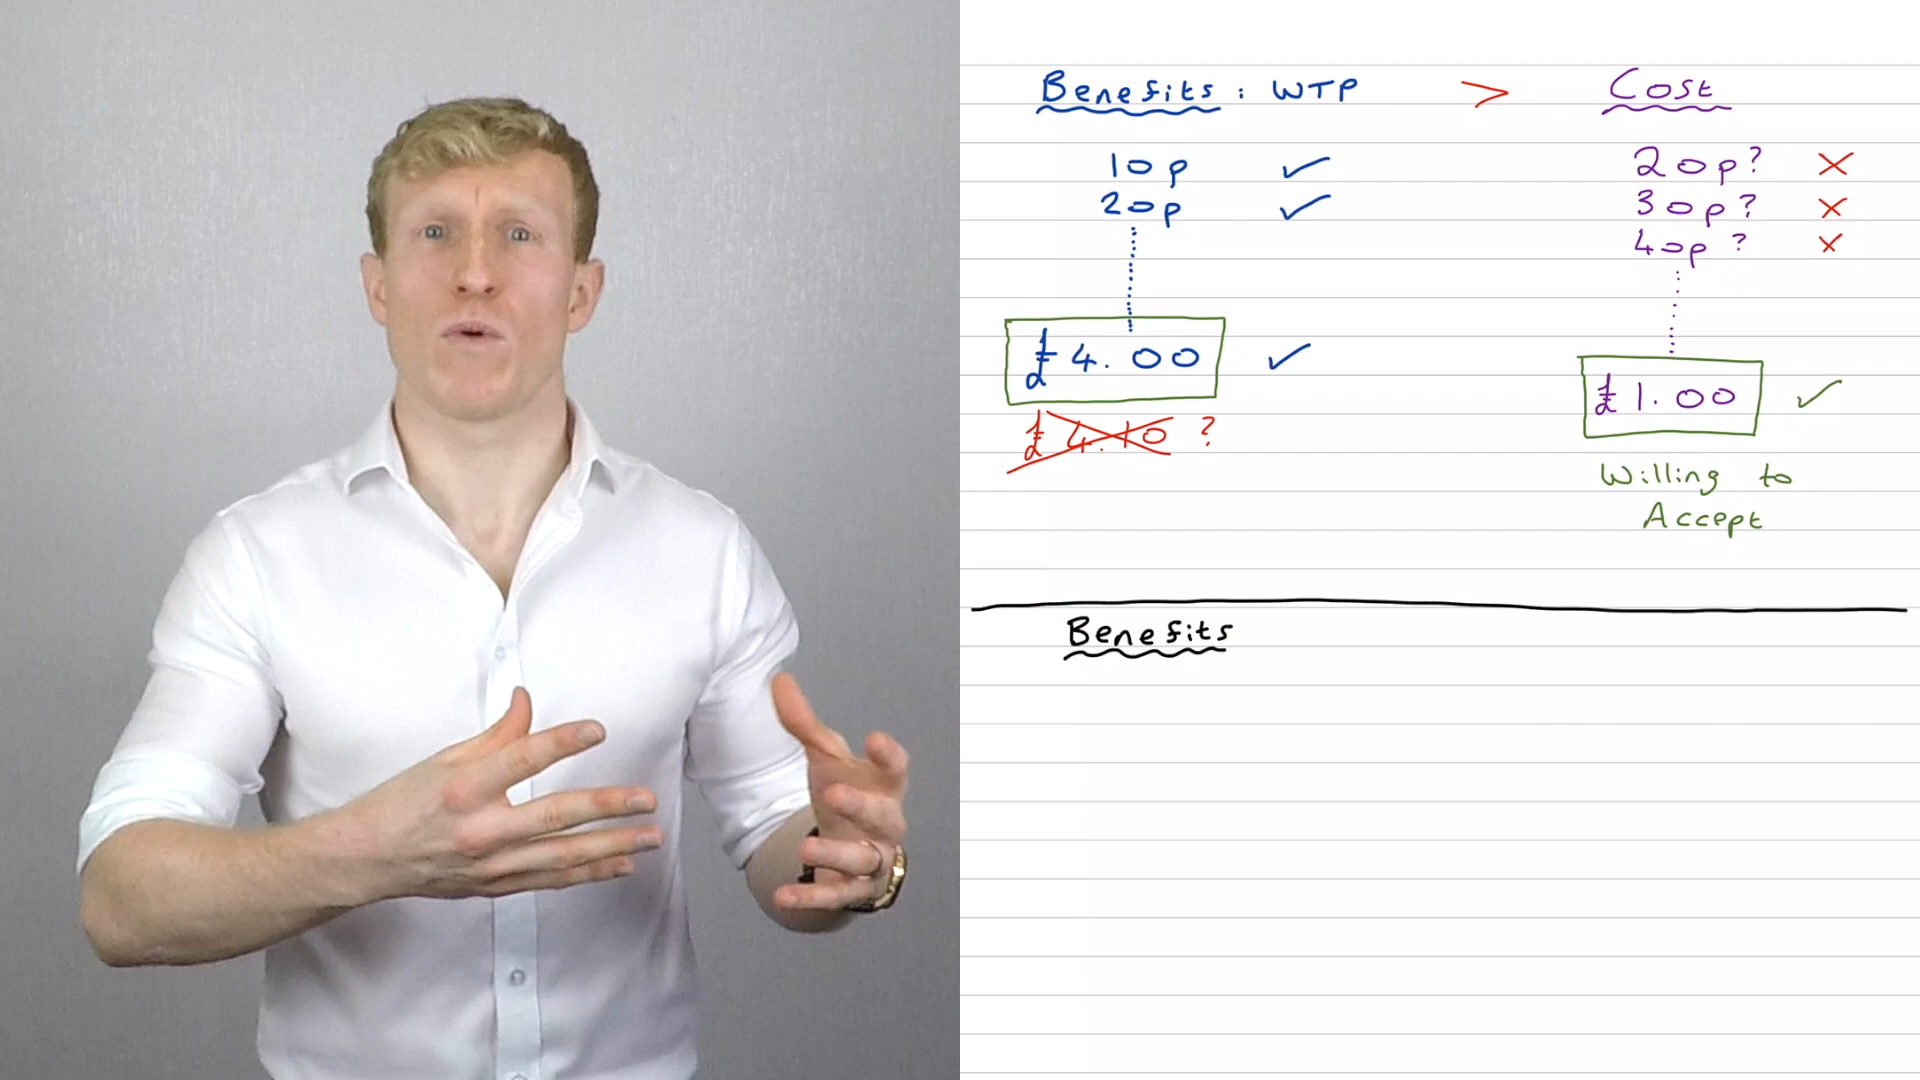 Benefits : WTP > Cost
10p ✓ 20p? ✗
20p ✓ 30p? ✗
40p? ✗
£4.00 ✓ £1.00 ✓
£4.10 ?
Willing to
Accept
Benefits